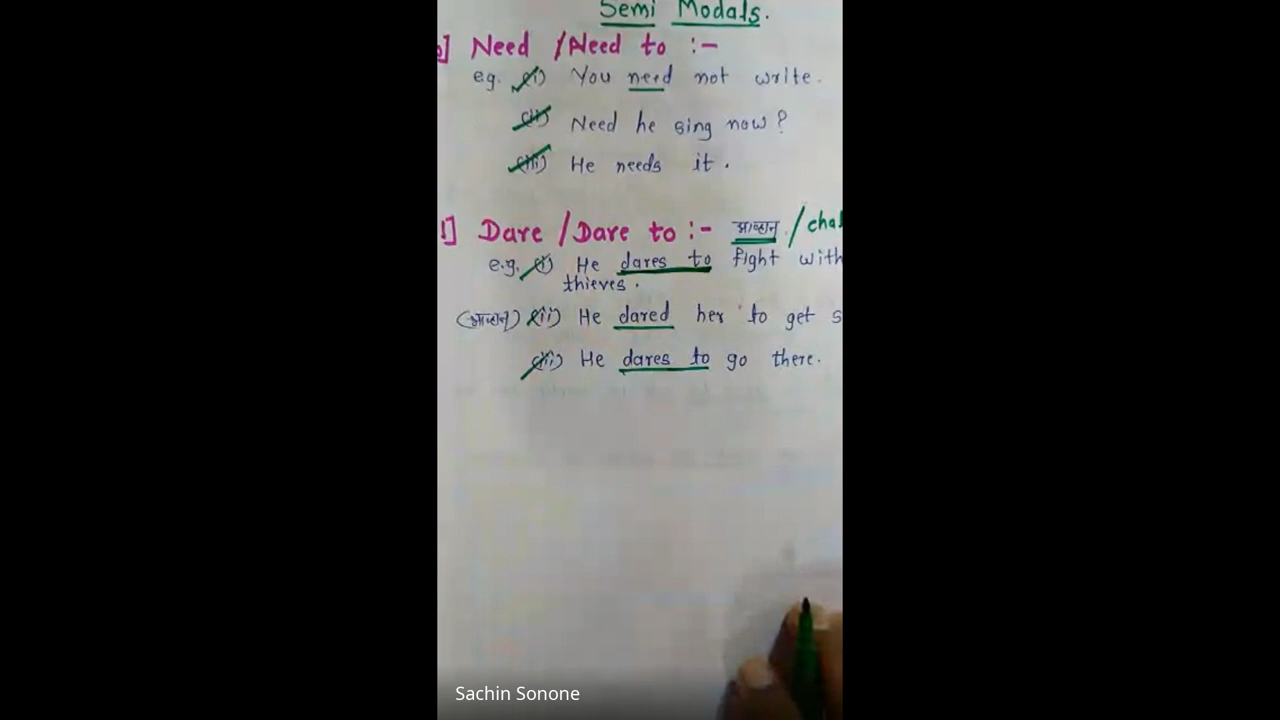 Semi Modals.
] Need /Need to :-
e.g. (i) You need not write.
(ii) Need he sing now?
(iii) He needs it.
] Dare /Dare to :- आव्हान /
e.g. (i) He dares to fight with
thieves.
(आव्हान) (ii) He dared her to get
(iii) He dares to go there.
Sachin Sonone